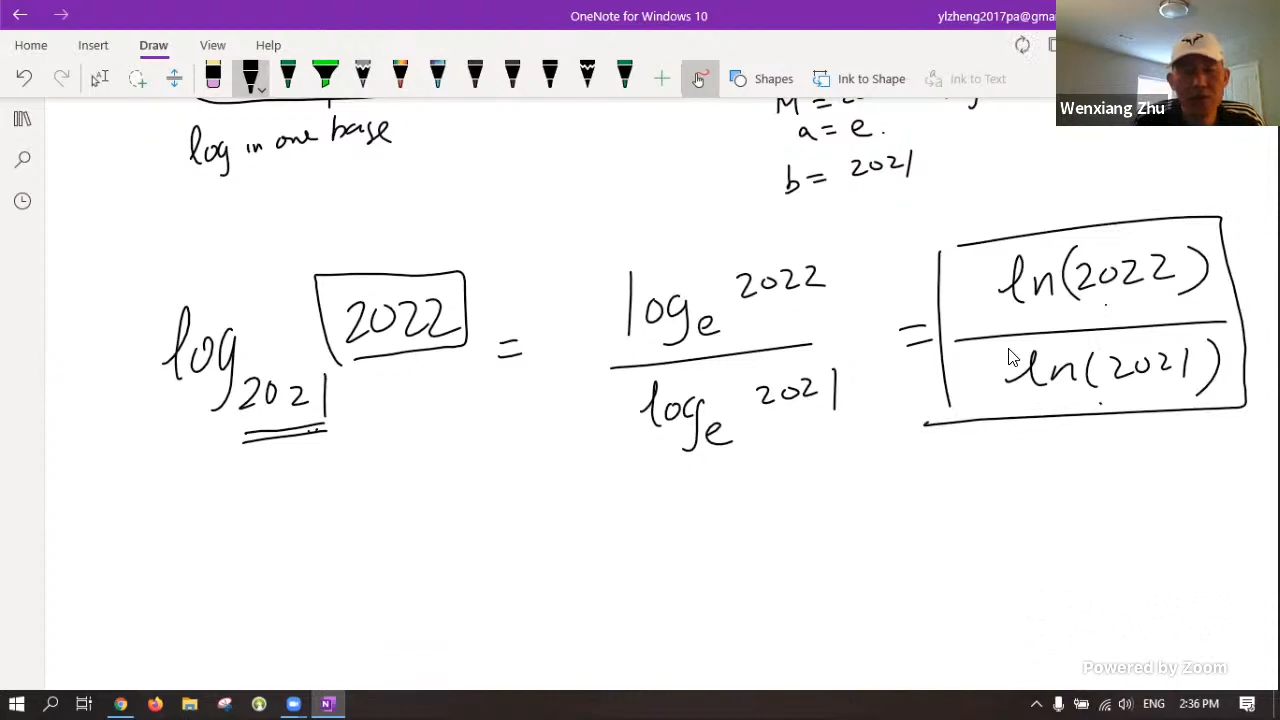 OneNote for Windows 10
ylzheng2017pa@gma
Home Insert Draw View Help
Shapes Ink to Shape Ink to Text
Wenxiang Zhu
log in one base
M =
a = e.
b = 2021
log₂₀₂₁ 2022 = logₑ 2022 / logₑ 2021 = ln(2022) / ln(2021)
Powered by Zoom
ENG 2:36 PM